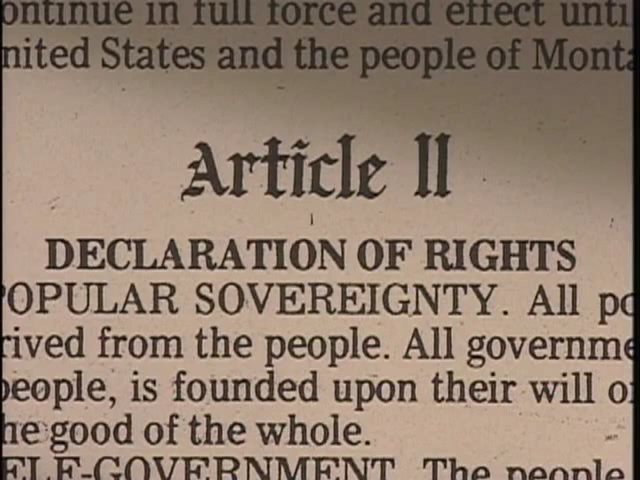 ontinue in full force and effect unti
nited States and the people of Monta
Article II
DECLARATION OF RIGHTS
OPULAR SOVEREIGNTY. All po
rived from the people. All governme
people, is founded upon their will o
he good of the whole.
ELF-GOVERNMENT. The people